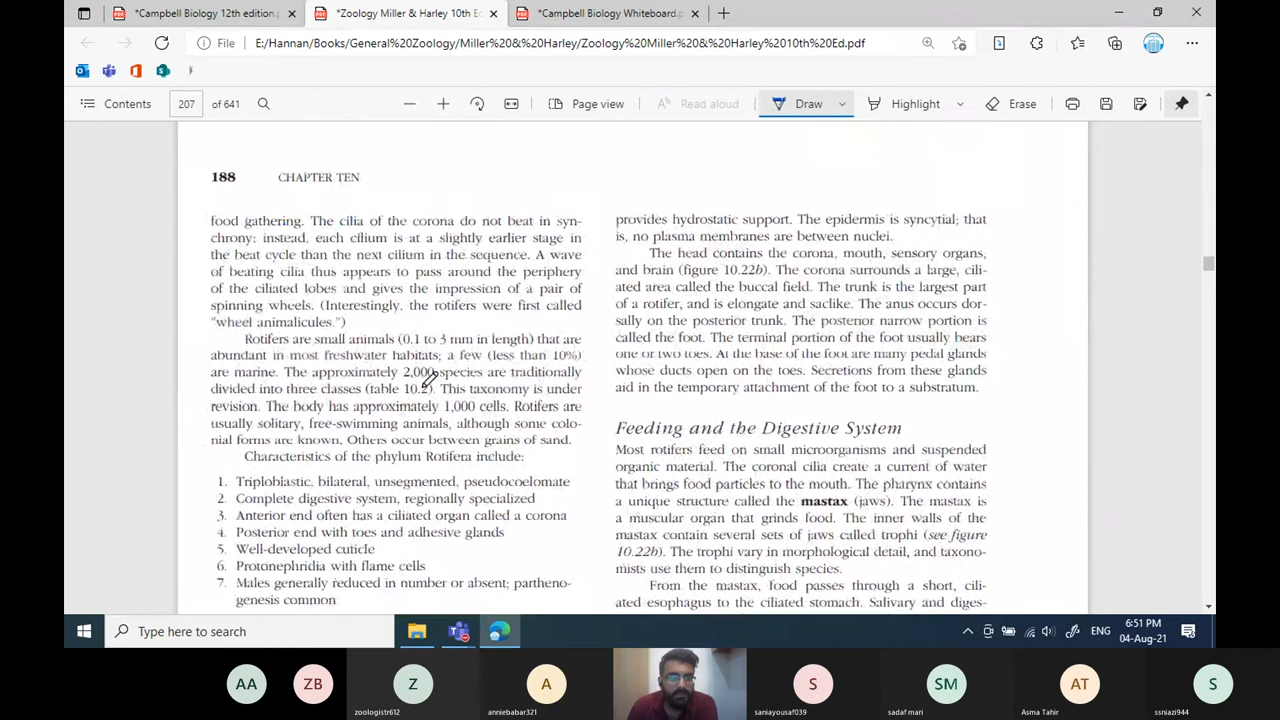 *Campbell Biology 12th edition.p
*Zoology Miller & Harley 10th E
*Campbell Biology Whiteboard.p
File
E:/Hannan/Books/General%20Zoology/Miller%20&%20Harley/Zoology%20Miller%20&%20Harley%2010th%20Ed.pdf
Contents
207
of 641
Page view
Read aloud
Draw
Highlight
Erase
188 CHAPTER TEN
food gathering. The cilia of the corona do not beat in syn-
chrony; instead, each cilium is at a slightly earlier stage in
the beat cycle than the next cilium in the sequence. A wave
of beating cilia thus appears to pass around the periphery
of the ciliated lobes and gives the impression of a pair of
spinning wheels. (Interestingly, the rotifers were first called
“wheel animalicules.”)
Rotifers are small animals (0.1 to 3 mm in length) that are
abundant in most freshwater habitats; a few (less than 10%)
are marine. The approximately 2,000 species are traditionally
divided into three classes (table 10.2). This taxonomy is under
revision. The body has approximately 1,000 cells. Rotifers are
usually solitary, free-swimming animals, although some colo-
nial forms are known. Others occur between grains of sand.
Characteristics of the phylum Rotifera include:
1. Triploblastic, bilateral, unsegmented, pseudocoelomate
2. Complete digestive system, regionally specialized
3. Anterior end often has a ciliated organ called a corona
4. Posterior end with toes and adhesive glands
5. Well-developed cuticle
6. Protonephridia with flame cells
7. Males generally reduced in number or absent; partheno-
genesis common
provides hydrostatic support. The epidermis is syncytial; that
is, no plasma membranes are between nuclei.
The head contains the corona, mouth, sensory organs,
and brain (figure 10.22b). The corona surrounds a large, cili-
ated area called the buccal field. The trunk is the largest part
of a rotifer, and is elongate and saclike. The anus occurs dor-
sally on the posterior trunk. The posterior narrow portion is
called the foot. The terminal portion of the foot usually bears
one or two toes. At the base of the foot are many pedal glands
whose ducts open on the toes. Secretions from these glands
aid in the temporary attachment of the foot to a substratum.
Feeding and the Digestive System
Most rotifers feed on small microorganisms and suspended
organic material. The coronal cilia create a current of water
that brings food particles to the mouth. The pharynx contains
a unique structure called the mastax (jaws). The mastax is
a muscular organ that grinds food. The inner walls of the
mastax contain several sets of jaws called trophi (see figure
10.22b). The trophi vary in morphological detail, and taxono-
mists use them to distinguish species.
From the mastax, food passes through a short, cili-
ated esophagus to the ciliated stomach. Salivary and diges-
Type here to search
ENG
6:51 PM
04-Aug-21
AA
ZB
Z
A
S
SM
AT
S
zoologistr612
anniebabar321
saniayousaf039
sadaf mari
Asma Tahir
ssniazi944